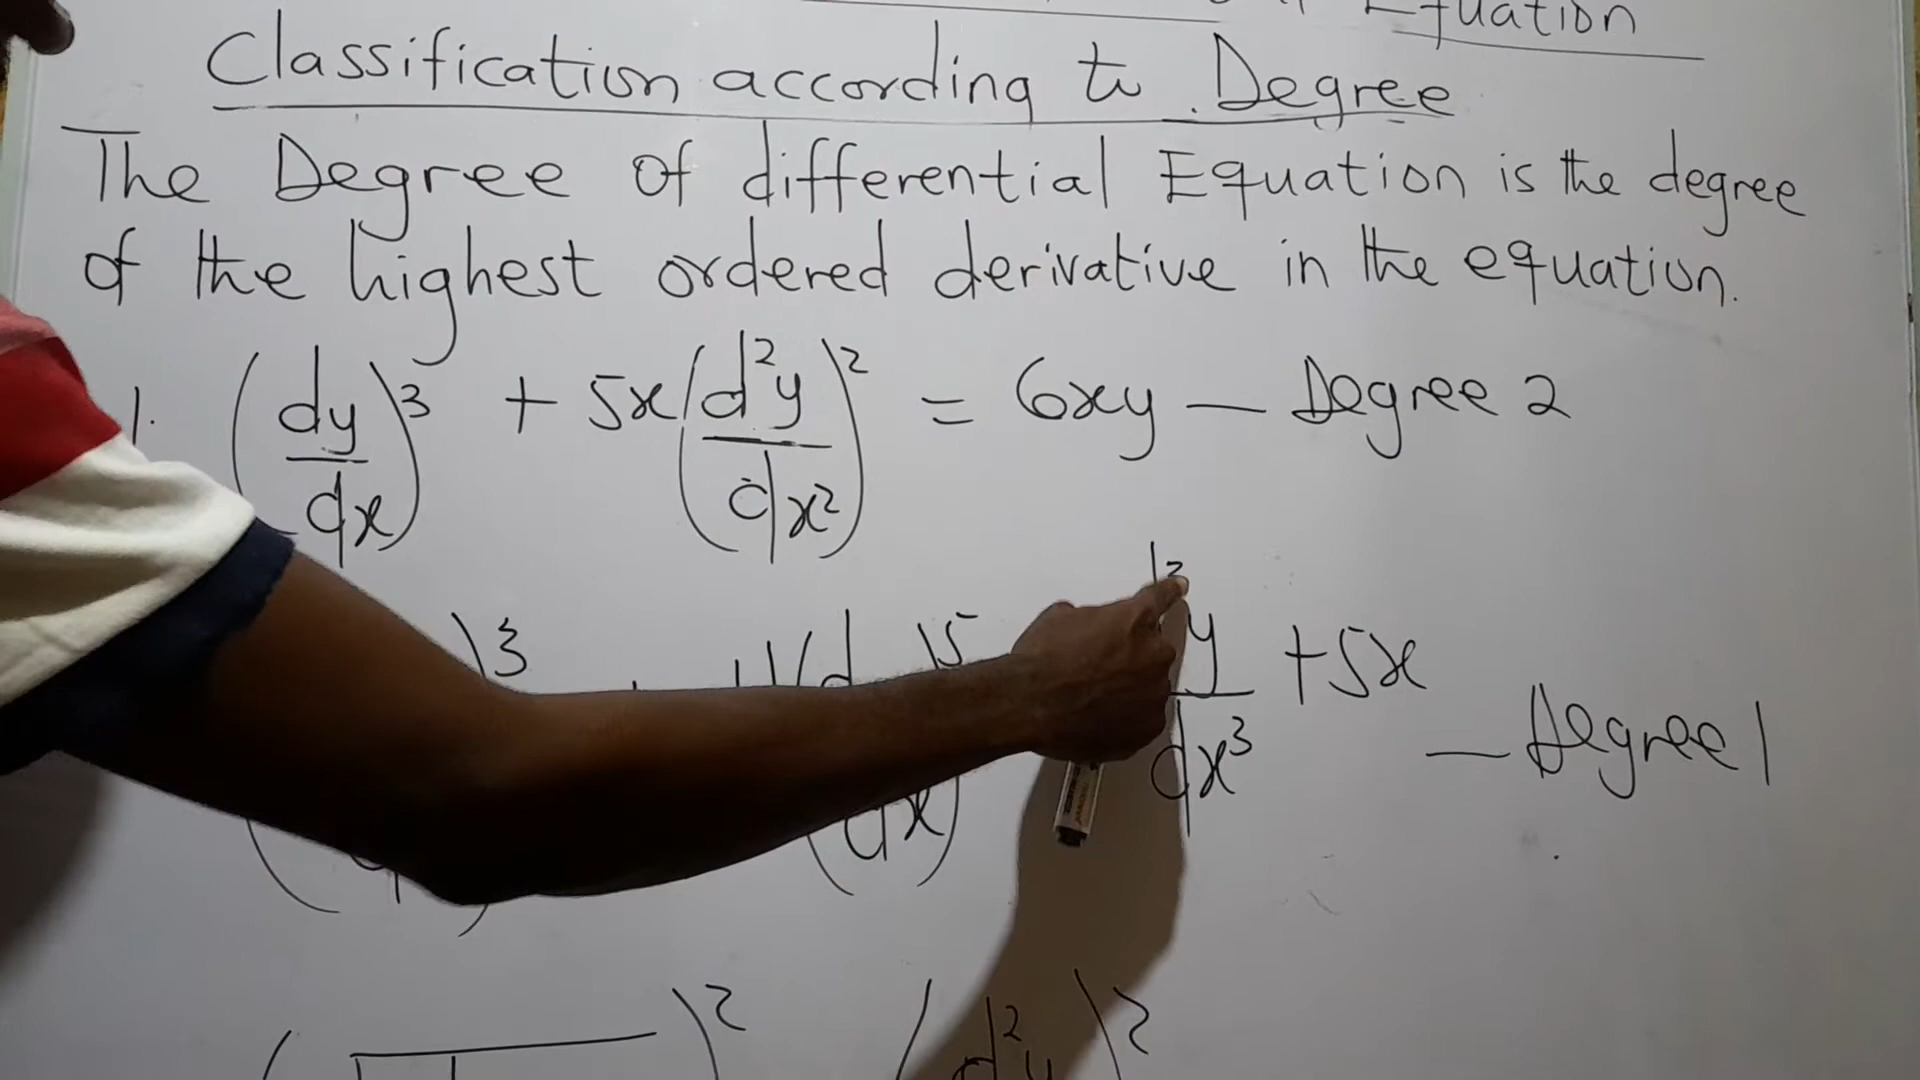 Equation
Classification according to Degree
The Degree of differential Equation is the degree
of the highest ordered derivative in the equation.
1. (dy/dx)³ + 5x(d²y/dx²)² = 6xy — Degree 2
)³ (d )⁵ y/dx³ + 5x — Degree 1
)² (d²y )²